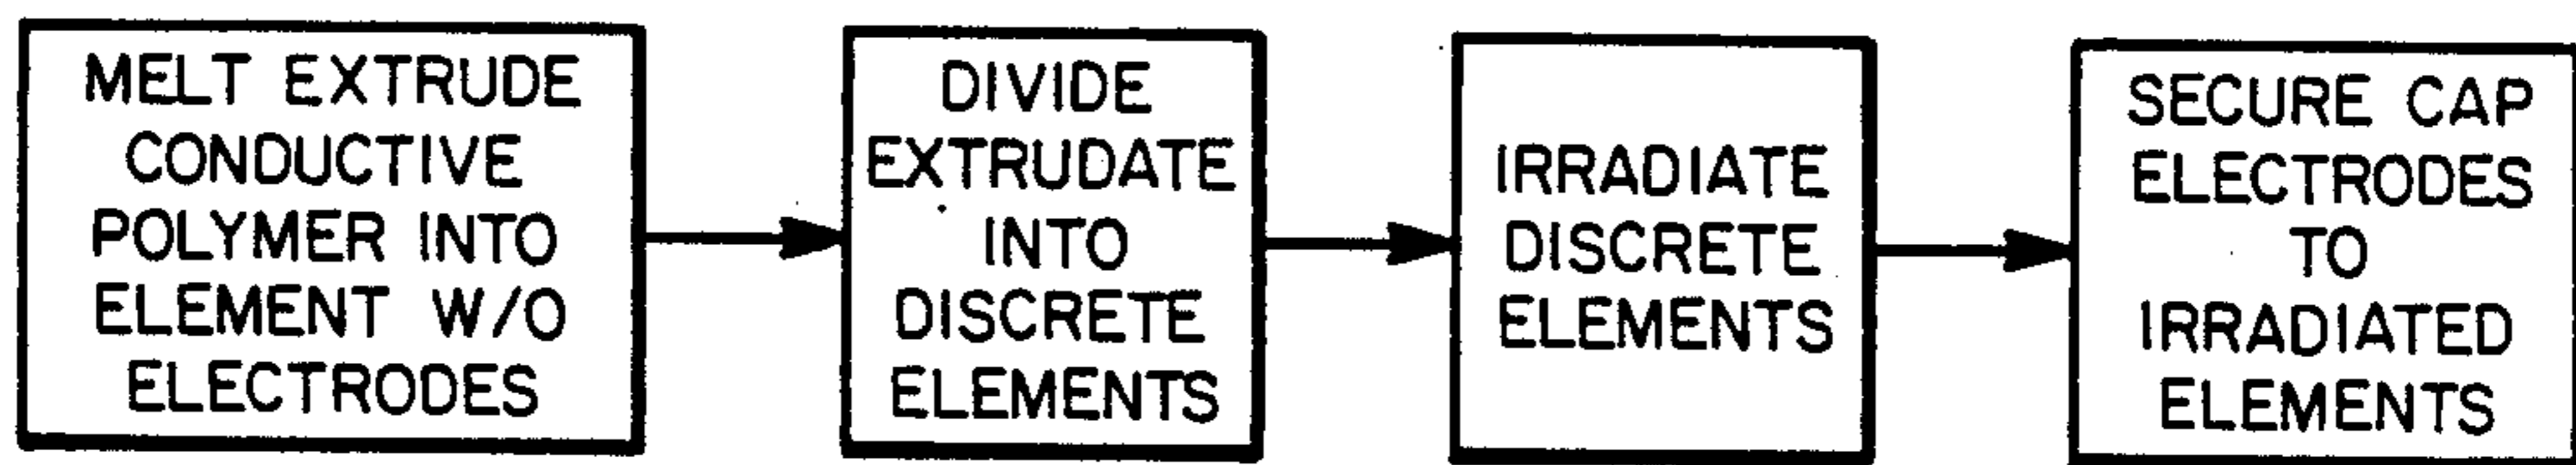 MELT EXTRUDE
CONDUCTIVE
POLYMER INTO
ELEMENT W/O
ELECTRODES
DIVIDE
EXTRUDATE
INTO
DISCRETE
ELEMENTS
IRRADIATE
DISCRETE
ELEMENTS
SECURE CAP
ELECTRODES
TO
IRRADIATED
ELEMENTS